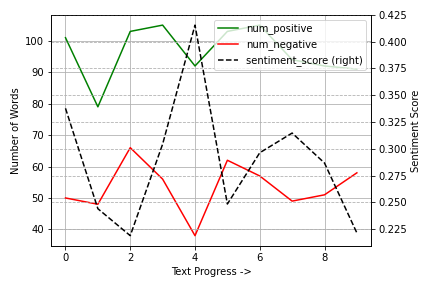 num_positive
num_negative
sentiment_score (right)
Number of Words
100
90
80
70
60
50
40
0.425
0.400
0.375
0.350
0.325
0.300
0.275
0.250
0.225
Sentiment Score
0 2 4 6 8
Text Progress ->